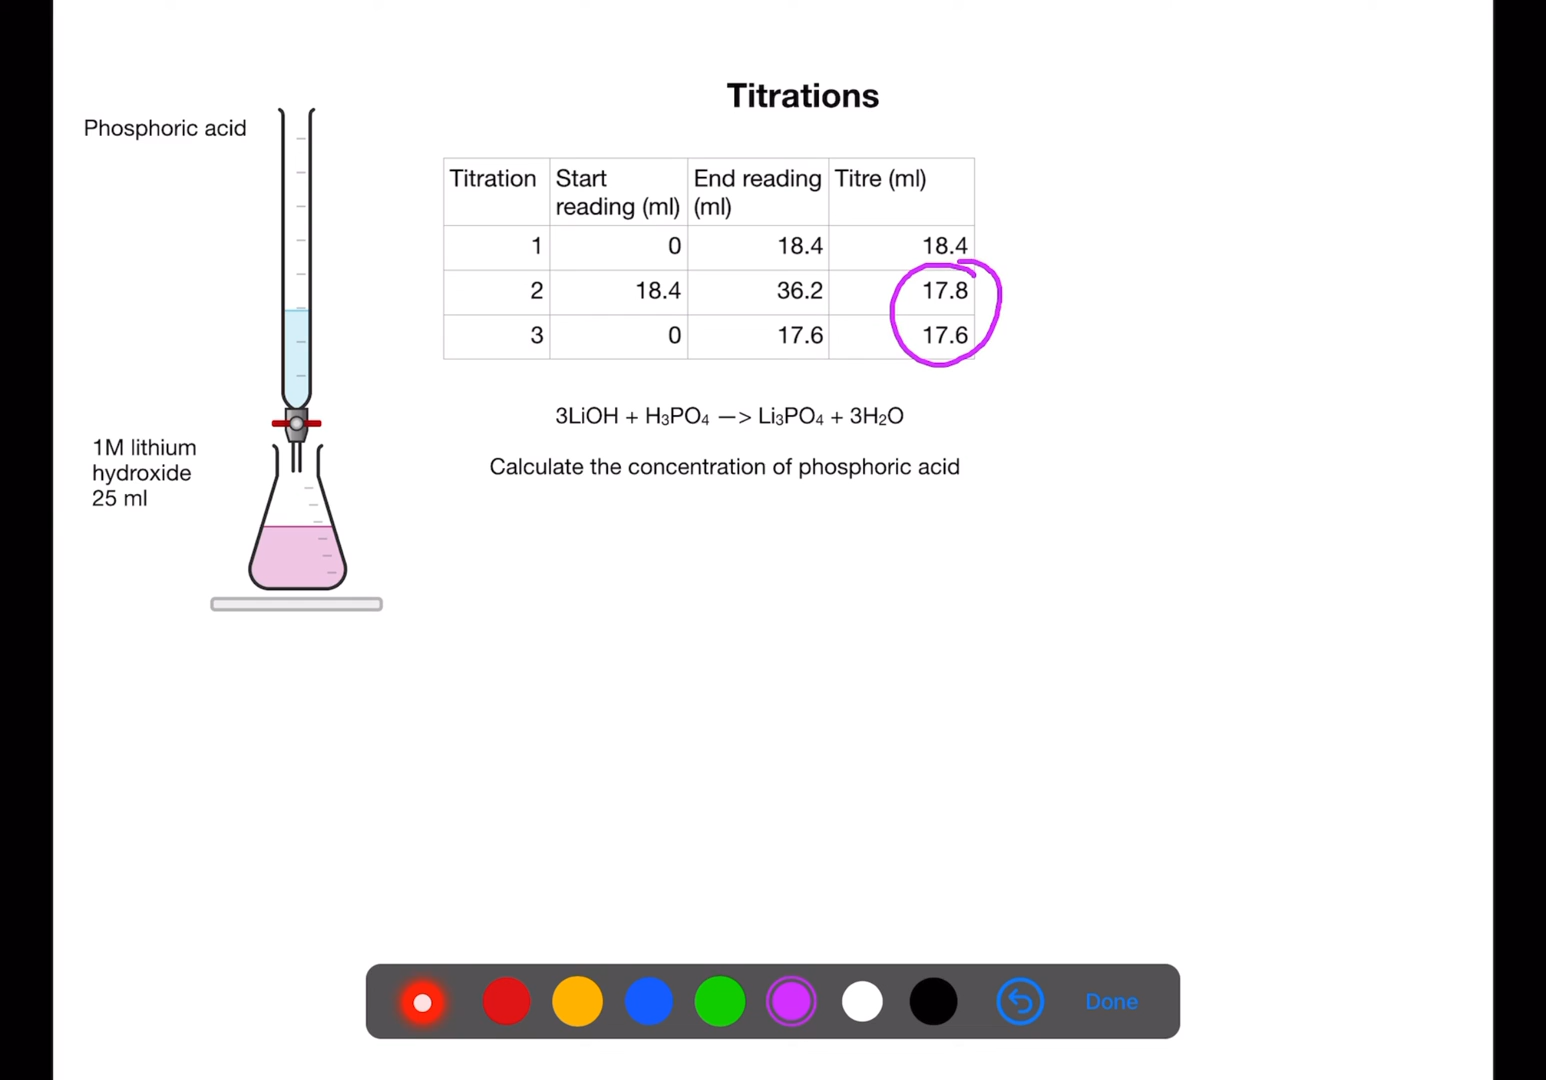 Titrations
Phosphoric acid
Titration Start reading (ml) End reading (ml) Titre (ml)
1 0 18.4 18.4
2 18.4 36.2 17.8
3 0 17.6 17.6
3LiOH + H₃PO₄ —> Li₃PO₄ + 3H₂O
1M lithium
hydroxide
25 ml
Calculate the concentration of phosphoric acid
Done